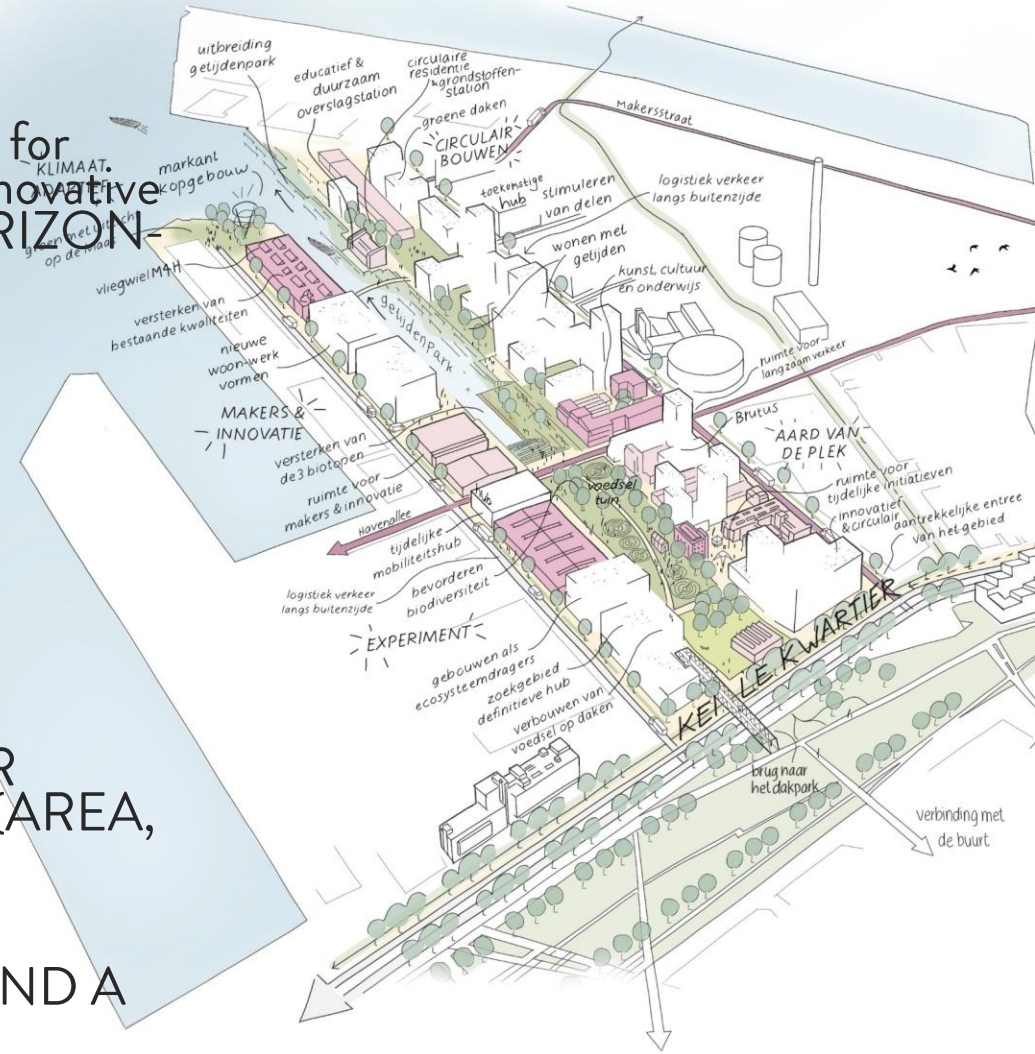 uitbreiding
getijdenpark
educatief &
duurzaam
overslagstation
circulaire
residentie
& grondstoffen-
station
groene daken
CIRCULAIR
BOUWEN
Makersstraat
for
novative
RIZON-
KLIMAAT
ADAPTIEF
markant
kopgebouw
op de Maas
toekomstige
hub
stimuleren
van delen
logistiek verkeer
langs buitenzijde
wonen met
getijden
kunst, cultuur
en onderwijs
vliegwiel M4H
versterken van
bestaande kwaliteiten
getijdenpark
nieuwe
woon-werk
vormen
ruimte voor
langzaam verkeer
MAKERS &
INNOVATIE
Brutus
AARD VAN
DE PLEK
versterken van
de 3 biotopen
ruimte voor
makers & innovatie
hub
voedsel
tuin
ruimte voor
tijdelijke initiatieven
innovatief
& circulair
aantrekkelijke entree
van het gebied
Havenallee
tijdelijke
mobiliteitshub
logistiek verkeer
langs buitenzijde
bevorderen
biodiversiteit
EXPERIMENT
gebouwen als
ecosysteemdragers
zoekgebied
definitieve hub
verbouwen van
voedsel op daken
KEILEKWARTIER
brug naar
het dakpark
verbinding met
de buurt
R
(AREA,
ND A